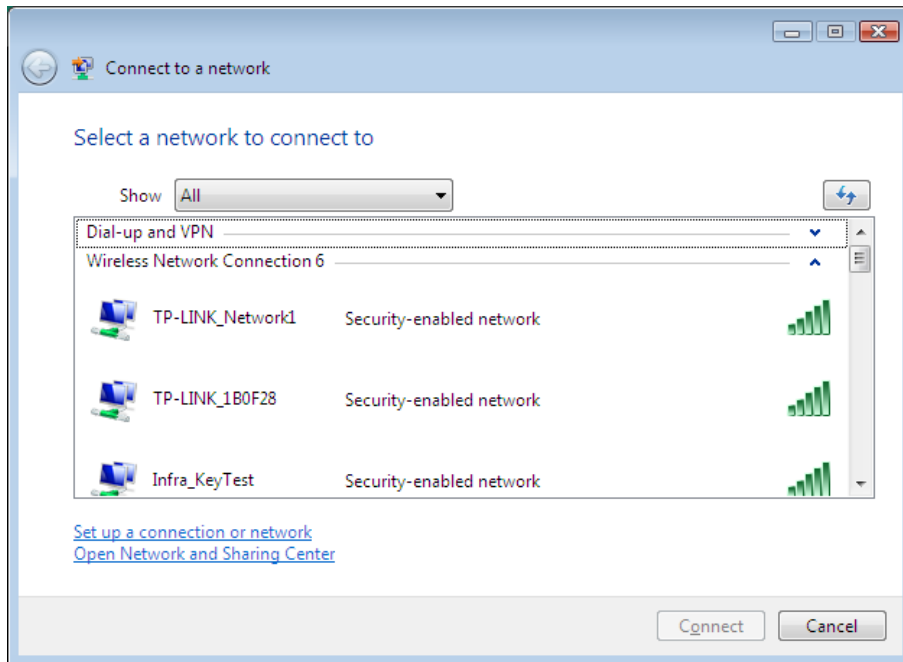 Connect to a network
Select a network to connect to
Show All
Dial-up and VPN
Wireless Network Connection 6
TP-LINK_Network1 Security-enabled network
TP-LINK_1B0F28 Security-enabled network
Infra_KeyTest Security-enabled network
Set up a connection or network
Open Network and Sharing Center
Connect Cancel